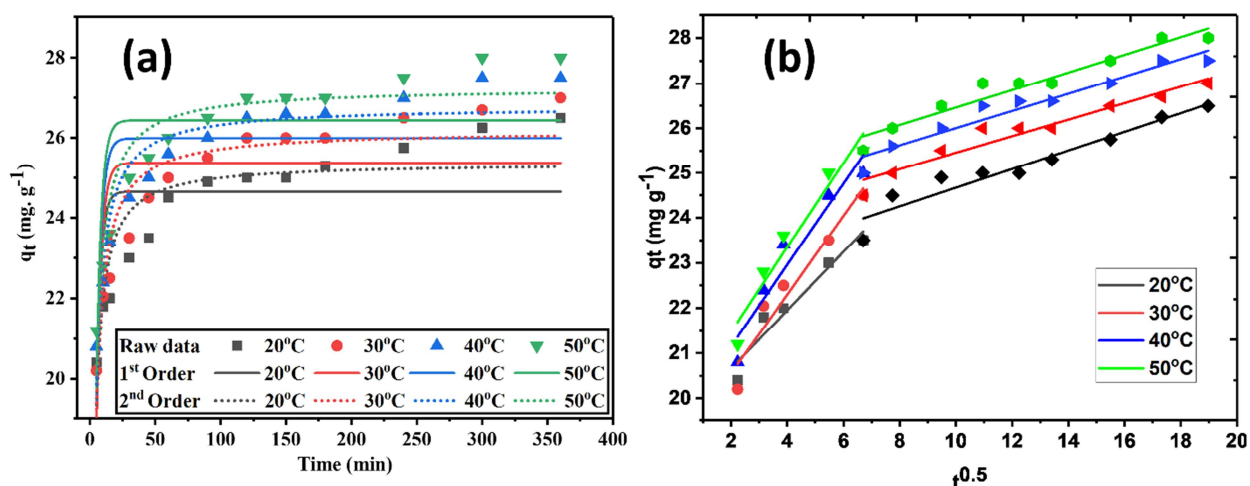 (a)
qt (mg. g-1)
28
26
24
22
20
Raw data 20°C 30°C 40°C 50°C
1st Order 20°C 30°C 40°C 50°C
2nd Order 20°C 30°C 40°C 50°C
0 50 100 150 200 250 300 350 400
Time (min)
(b)
qt (mg g-1)
28
27
26
25
24
23
22
21
20
20°C
30°C
40°C
50°C
2 4 6 8 10 12 14 16 18 20
t0.5